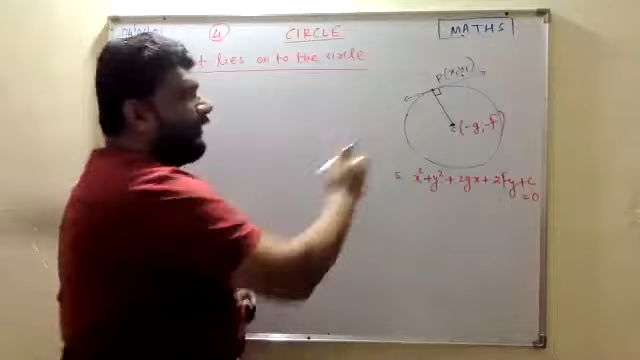 4
CIRCLE
MATHS
lies on to the circle
P(x₁,y₁)
c(-g,-f)
s x²+y²+2gx+2fy+c
=0